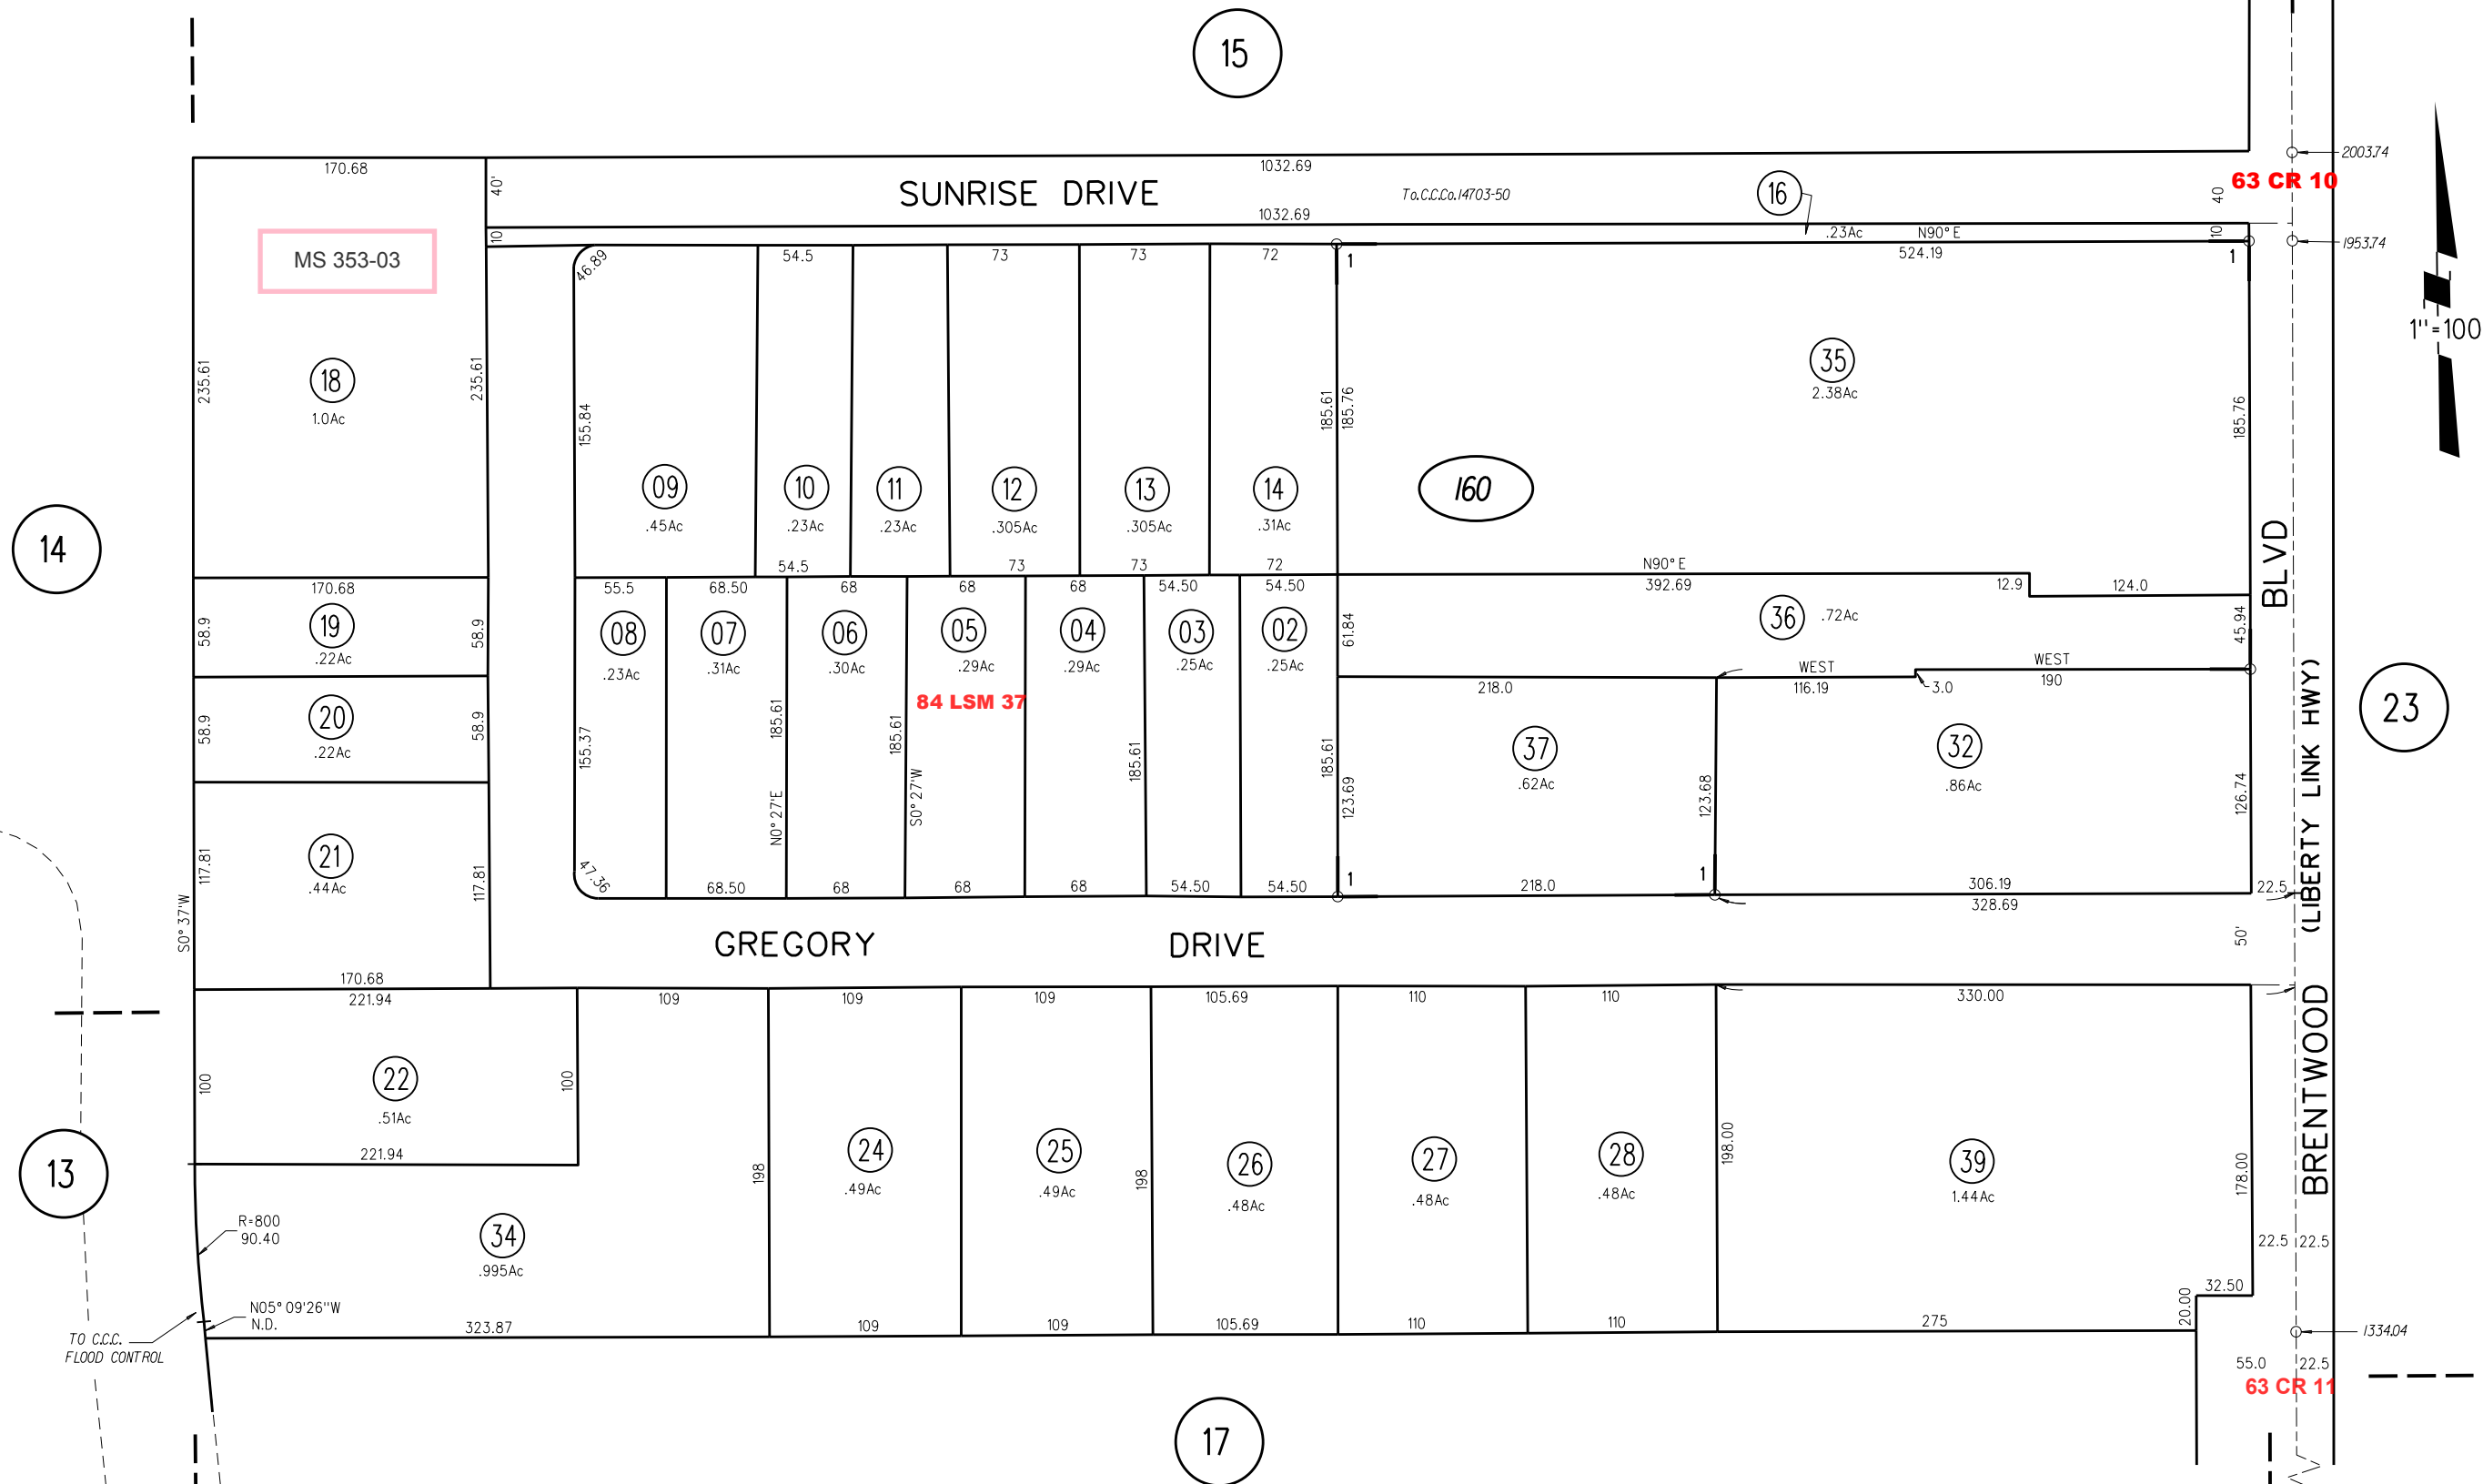 15
2003.74
170.68
1032.69
40'
SUNRISE DRIVE
To.C.C.Co.14703-50
16
40
63 CR 10
1032.69
10
.23Ac
N90°E
10
1953.74
524.19
MS 353-03
46.89
54.5
73
73
72
1
1
1"=100
235.61
18
1.0Ac
235.61
155.84
185.61
185.76
35
2.38Ac
185.76
09
.45Ac
10
.23Ac
11
.23Ac
12
.305Ac
13
.305Ac
14
.31Ac
160
14
BLVD
54.5
73
73
72
N90°E
392.69
12.9
124.0
170.68
55.5
68.50
68
68
68
54.50
54.50
58.9
19
.22Ac
58.9
08
.23Ac
07
.31Ac
06
.30Ac
05
.29Ac
04
.29Ac
03
.25Ac
02
.25Ac
61.84
36
.72Ac
45.94
WEST
116.19
3.0
WEST
190
218.0
84 LSM 37
58.9
20
.22Ac
58.9
155.37
185.61
N0°27'E
185.61
S0°27'W
185.61
185.61
123.69
37
.62Ac
123.68
32
.86Ac
126.74
(LIBERTY LINK HWY)
23
117.81
21
.44Ac
117.81
S0°37'W
47.36
68.50
68
68
68
54.50
54.50
1
218.0
1
306.19
22.5
328.69
GREGORY DRIVE
50'
170.68
221.94
109
109
109
105.69
110
110
330.00
BRENTWOOD
100
22
.51Ac
100
221.94
13
198
24
.49Ac
25
.49Ac
198
26
.48Ac
27
.48Ac
28
.48Ac
198.00
39
1.44Ac
178.00
R=800
90.40
34
.995Ac
22.5
22.5
32.50
20.00
N05°09'26"W
N.D.
TO C.C.C.
FLOOD CONTROL
323.87
109
109
105.69
110
110
275
1334.04
55.0
22.5
63 CR 11
17